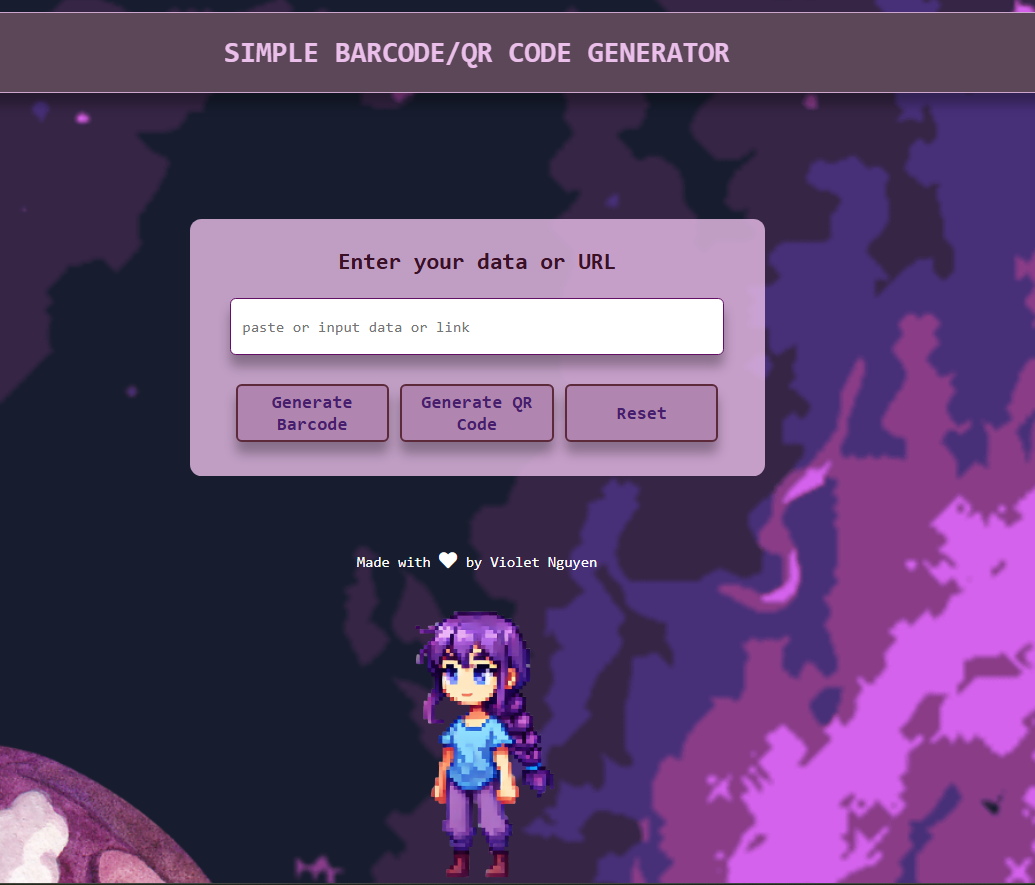 SIMPLE BARCODE/QR CODE GENERATOR
Enter your data or URL
paste or input data or link
Generate
Barcode
Generate QR
Code
Reset
Made with 🤍 by Violet Nguyen